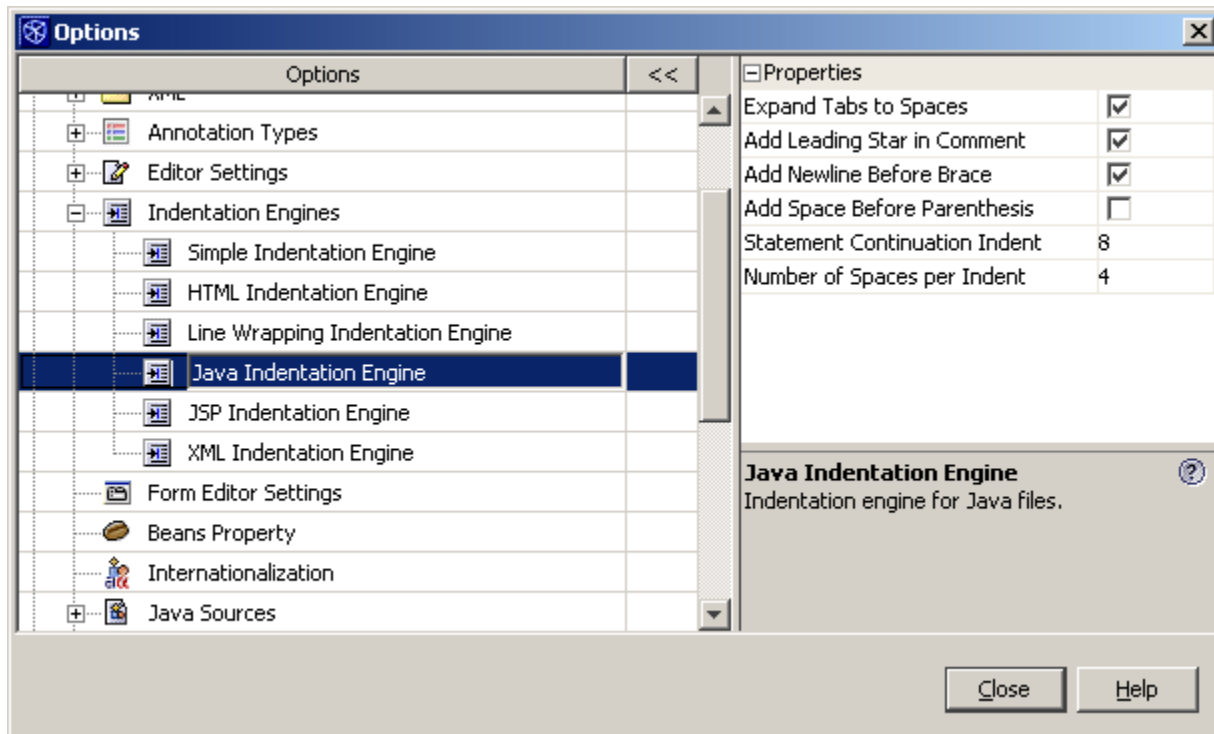 Options
Options <<
XML
Annotation Types
Editor Settings
Indentation Engines
Simple Indentation Engine
HTML Indentation Engine
Line Wrapping Indentation Engine
Java Indentation Engine
JSP Indentation Engine
XML Indentation Engine
Form Editor Settings
Beans Property
Internationalization
Java Sources
Properties
Expand Tabs to Spaces
Add Leading Star in Comment
Add Newline Before Brace
Add Space Before Parenthesis
Statement Continuation Indent 8
Number of Spaces per Indent 4
Java Indentation Engine
Indentation engine for Java files.
Close Help